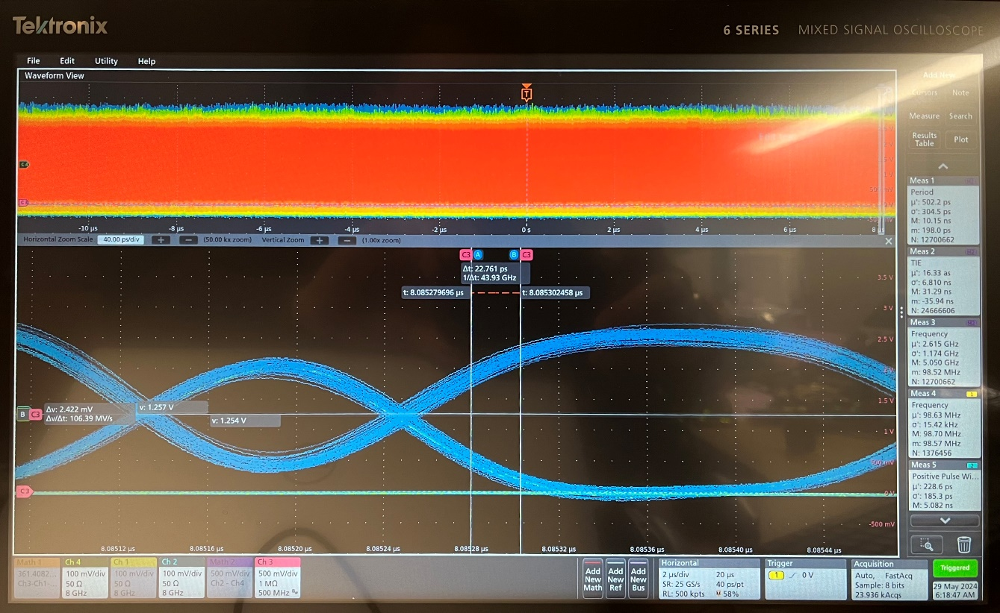 Tektronix
6 SERIES MIXED SIGNAL OSCILLOSCOPE
File Edit Utility Help
Waveform View
T
C4
C3
-10 µs -8 µs -6 µs -4 µs -2 µs 0 s 2 µs 4 µs 6 µs 8 µs
Horizontal Zoom Scale 40.00 ps/div + − (50.00 kx zoom) Vertical Zoom + − (1.00x zoom)
C3 A B C3
Δt: 22.761 ps
1/Δt: 43.93 GHz
t: 8.085279696 µs t: 8.085302458 µs
3.5 V
3 V
2.5 V
2 V
1.5 V
1 V
500 mV
0 V
-500 mV
B C3
Δv: 2.422 mV
Δv/Δt: 106.39 MV/s
v: 1.257 V
v: 1.254 V
C3
8.08512 µs 8.08516 µs 8.08520 µs 8.08524 µs 8.08528 µs 8.08532 µs 8.08536 µs 8.08540 µs 8.08544 µs
Add New
Cursors Note
Measure Search
Results Table
Plot
Meas 1
Period
µ': 502.2 ps
σ': 304.5 ps
M: 10.15 ns
m: 198.0 ps
N: 12700662
Meas 2
TIE
µ': 16.33 as
σ': 6.810 ns
M: 31.29 ns
m: -35.94 ns
N: 24666606
Meas 3
Frequency
µ': 2.615 GHz
σ': 1.174 GHz
M: 5.050 GHz
m: 98.52 MHz
N: 12700662
Meas 4 1
Frequency
µ': 98.63 MHz
σ': 15.42 kHz
M: 98.70 MHz
m: 98.57 MHz
N: 1376456
Meas 5 2
Positive Pulse Wi...
µ': 228.6 ps
σ': 185.3 ps
M: 5.082 ns
Math 1
361.4082...
Ch3-Ch1-...
Ch 4
100 mV/div
50 Ω
8 GHz
Ch 1
100 mV/div
50 Ω
8 GHz
Ch 2
100 mV/div
50 Ω
8 GHz
Math 2
500 mV/div
Ch2 - Ch4
Ch 3
500 mV/div
1 MΩ
500 MHz
Add New Math
Add New Ref
Add New Bus
Horizontal
2 µs/div 20 µs
SR: 25 GS/s 40 ps/pt
RL: 500 kpts 58%
Trigger
1 0 V
Acquisition
Auto, FastAcq
Sample: 8 bits
23.936 kAcqs
Triggered
29 May 2024
6:18:47 AM